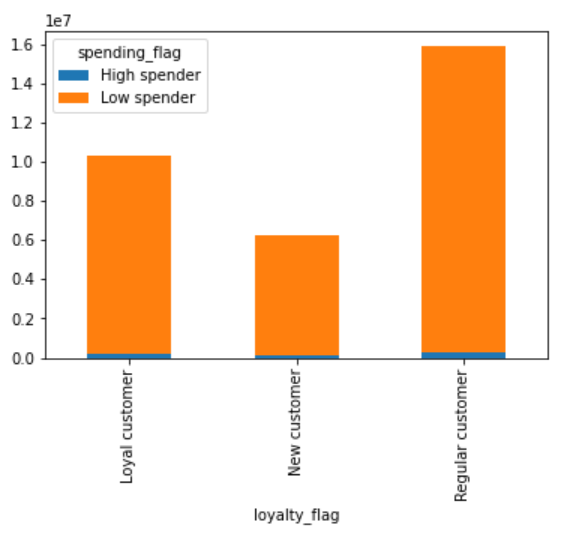 1e7
spending_flag
High spender
Low spender
1.6
1.4
1.2
1.0
0.8
0.6
0.4
0.2
0.0
Loyal customer
New customer
Regular customer
loyalty_flag